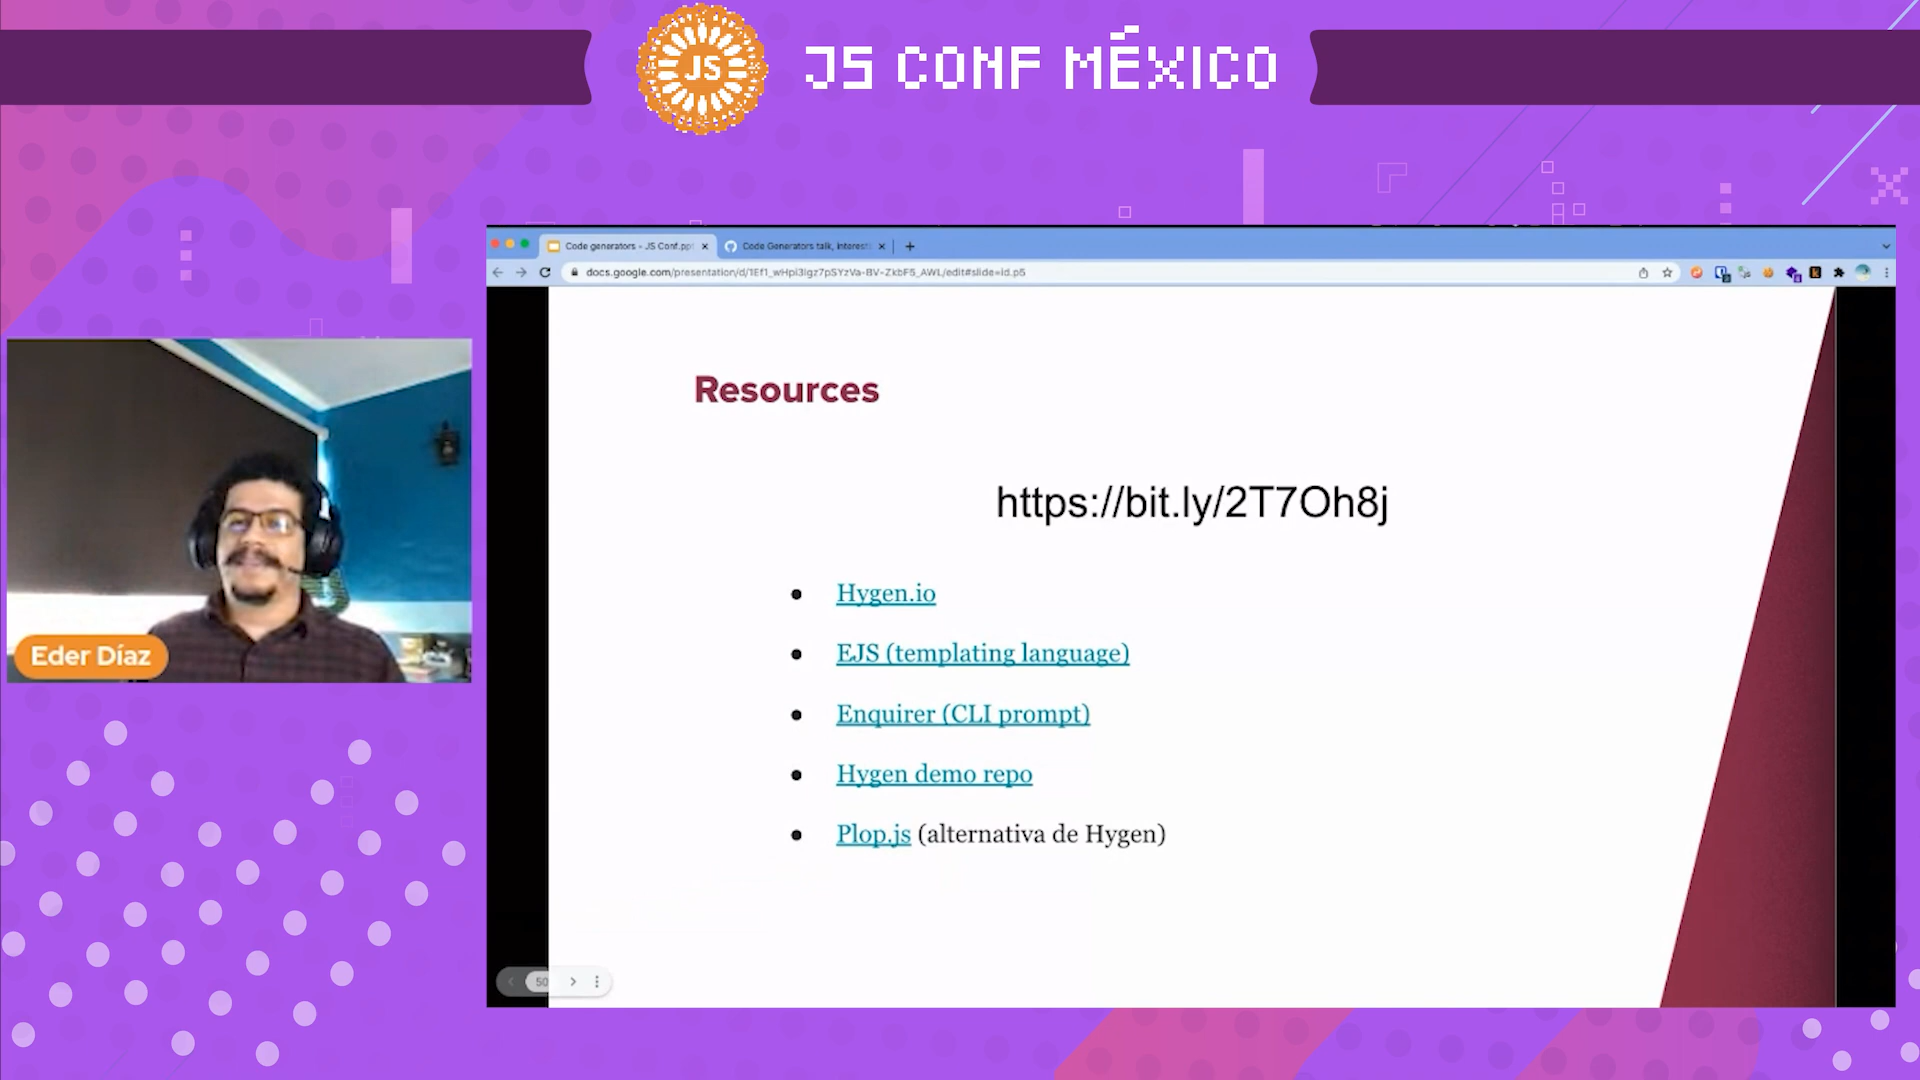 JS
JS CONF MÉXICO
Code generators - JS Conf.ppt
Code Generators talk, interest
docs.google.com/presentation/d/1Ef1_wHpi3Igz7pSYzVa-BV-ZkbF5_AWL/edit#slide=id.p5
Resources
https://bit.ly/2T7Oh8j
Hygen.io
EJS (templating language)
Enquirer (CLI prompt)
Hygen demo repo
Plop.js (alternativa de Hygen)
Eder Díaz
50